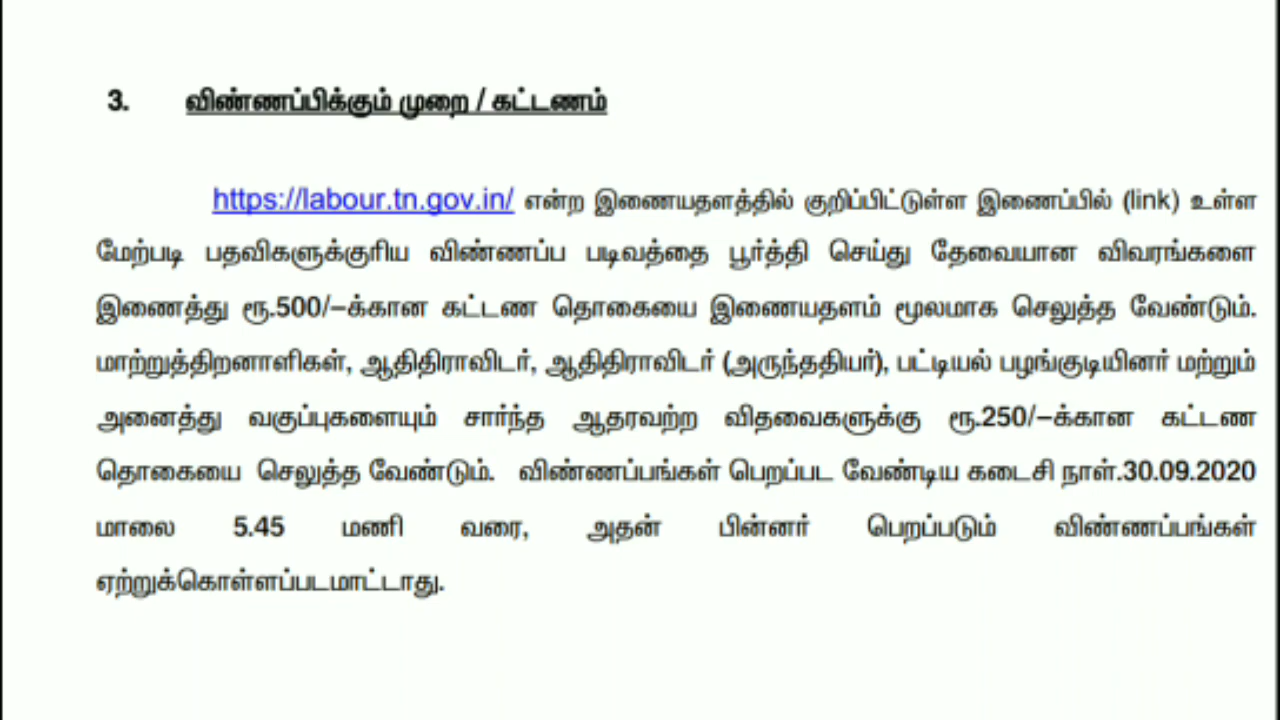 3. விண்ணப்பிக்கும் முறை / கட்டணம்
https://labour.tn.gov.in/ என்ற இணையதளத்தில் குறிப்பிட்டுள்ள இணைப்பில் (link) உள்ள
மேற்படி பதவிகளுக்குரிய விண்ணப்ப படிவத்தை பூர்த்தி செய்து தேவையான விவரங்களை
இணைத்து ரூ.500/–க்கான கட்டண தொகையை இணையதளம் மூலமாக செலுத்த வேண்டும்.
மாற்றுத்திறனாளிகள், ஆதிதிராவிடர், ஆதிதிராவிடர் (அருந்ததியர்), பட்டியல் பழங்குடியினர் மற்றும்
அனைத்து வகுப்புகளையும் சார்ந்த ஆதரவற்ற விதவைகளுக்கு ரூ.250/–க்கான கட்டண
தொகையை செலுத்த வேண்டும். விண்ணப்பங்கள் பெறப்பட வேண்டிய கடைசி நாள்.30.09.2020
மாலை 5.45 மணி வரை, அதன் பின்னர் பெறப்படும் விண்ணப்பங்கள்
ஏற்றுக்கொள்ளப்படமாட்டாது.